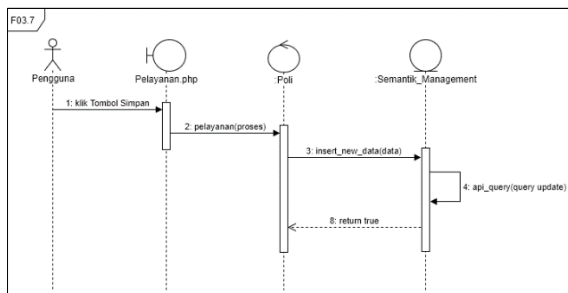 F03.7
Pengguna
Pelayanan.php
:Poli
:Semantik_Management
1: klik Tombol Simpan
2: pelayanan(proses)
3: insert_new_data(data)
4: api_query(query update)
8: return true